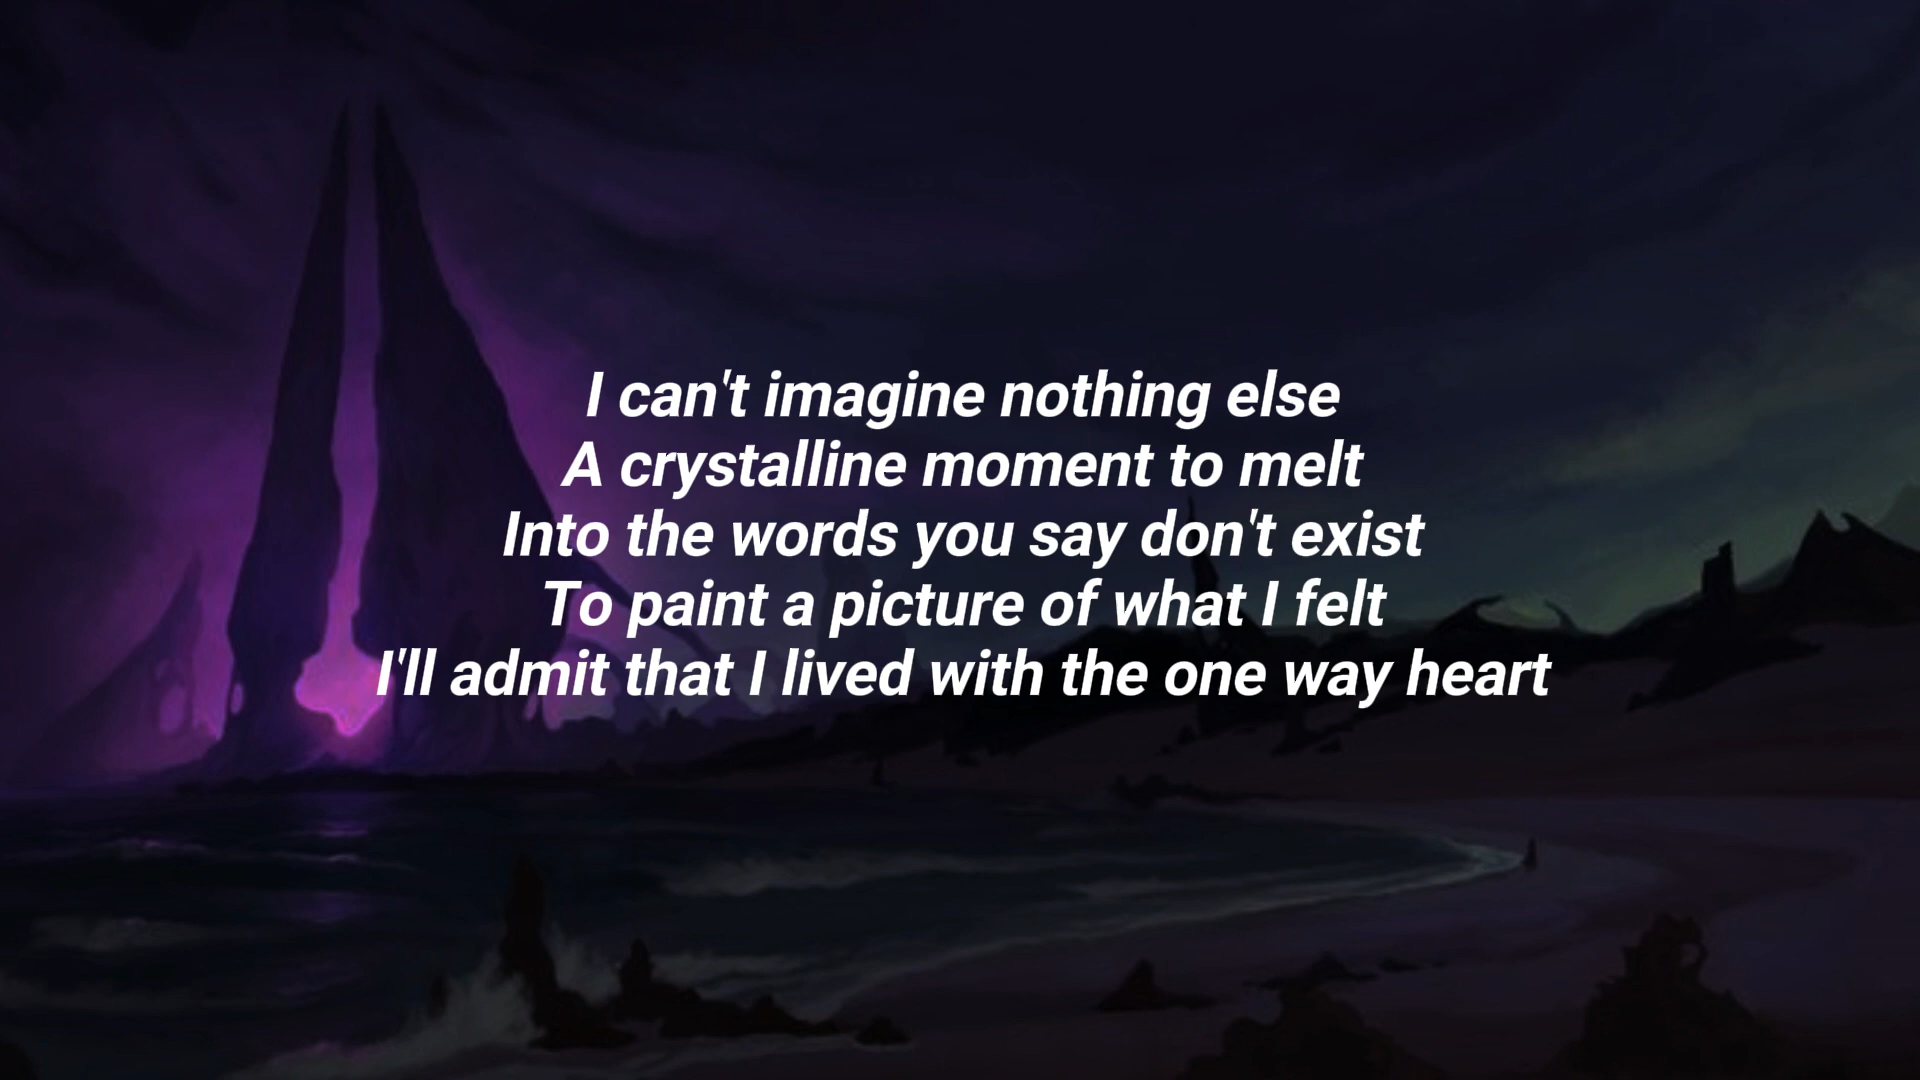 I can't imagine nothing else
A crystalline moment to melt
Into the words you say don't exist
To paint a picture of what I felt
I'll admit that I lived with the one way heart